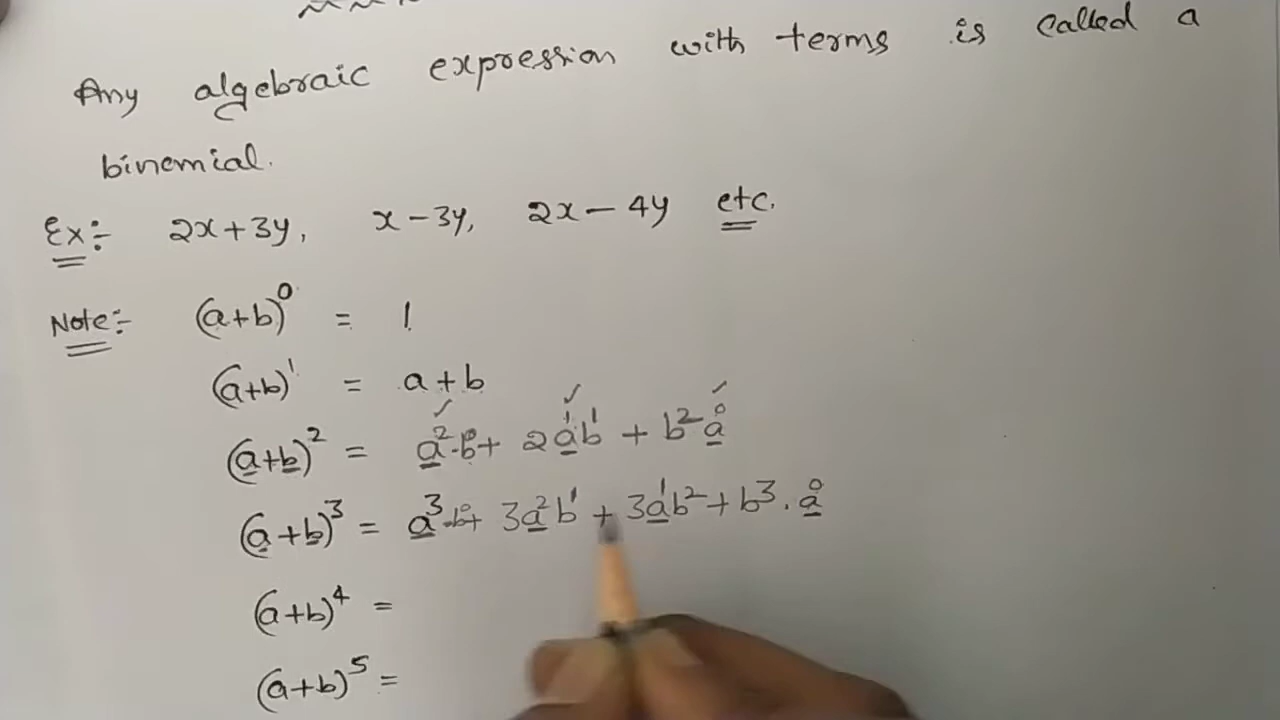 Any algebraic expression with terms is called a
binemial.
Ex:- 2x+3y, x-3y, 2x-4y etc.
Note:- (a+b)⁰ = 1
(a+b)¹ = a+b
(a+b)² = a²·b⁰+ 2a¹b¹ + b²a⁰
(a+b)³ = a³·b⁰+ 3a²b¹ + 3a¹b² + b³·a⁰
(a+b)⁴ =
(a+b)⁵ =